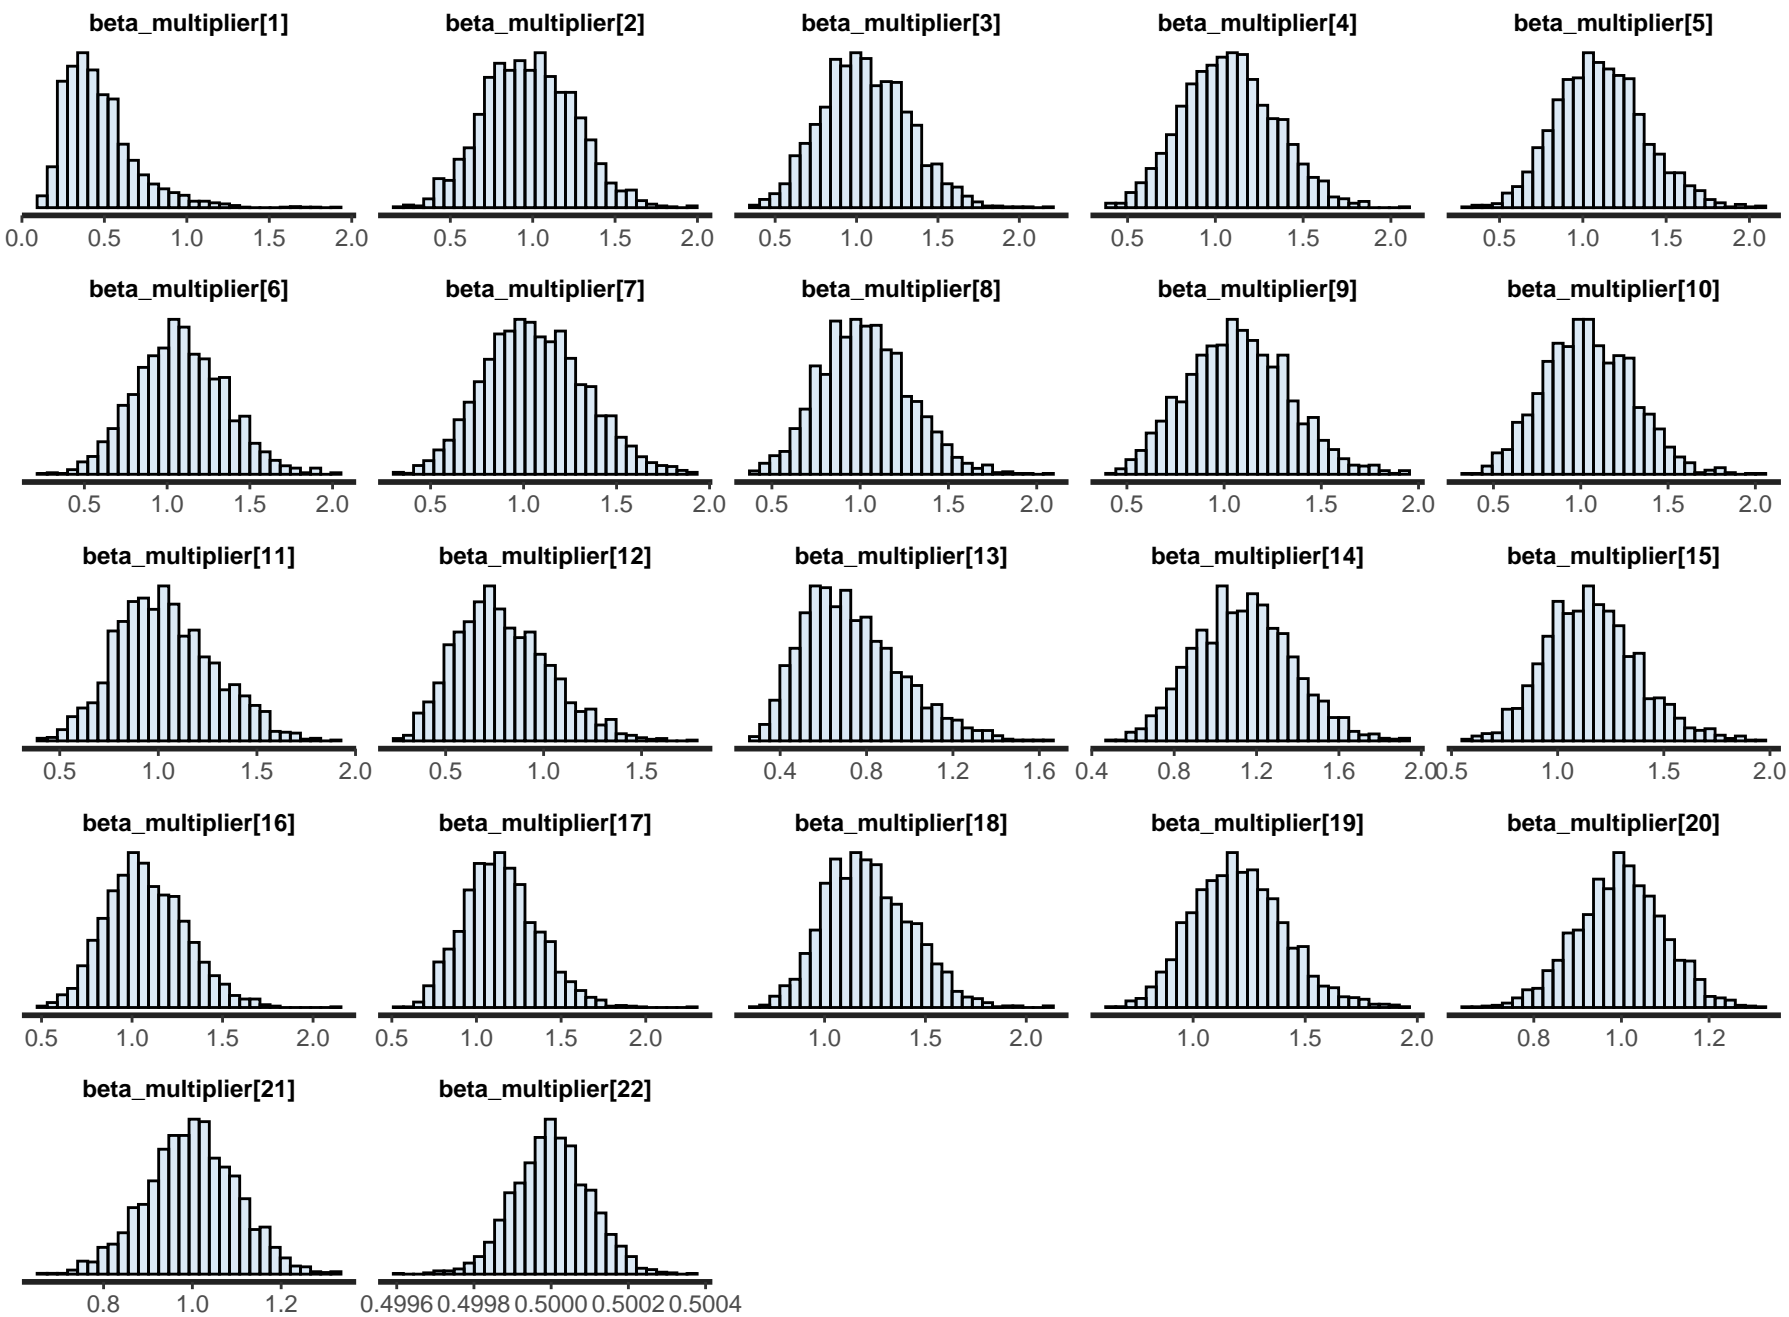 beta_multiplier[1] beta_multiplier[2] beta_multiplier[3] beta_multiplier[4] beta_multiplier[5]
0.0 0.5 1.0 1.5 2.0 0.5 1.0 1.5 2.0 0.5 1.0 1.5 2.0 0.5 1.0 1.5 2.0 0.5 1.0 1.5 2.0
beta_multiplier[6] beta_multiplier[7] beta_multiplier[8] beta_multiplier[9] beta_multiplier[10]
0.5 1.0 1.5 2.0 0.5 1.0 1.5 2.0 0.5 1.0 1.5 2.0 0.5 1.0 1.5 2.0 0.5 1.0 1.5 2.0
beta_multiplier[11] beta_multiplier[12] beta_multiplier[13] beta_multiplier[14] beta_multiplier[15]
0.5 1.0 1.5 2.0 0.5 1.0 1.5 0.4 0.8 1.2 1.6 0.4 0.8 1.2 1.6 2.0 0.5 1.0 1.5 2.0
beta_multiplier[16] beta_multiplier[17] beta_multiplier[18] beta_multiplier[19] beta_multiplier[20]
0.5 1.0 1.5 2.0 0.5 1.0 1.5 2.0 1.0 1.5 2.0 1.0 1.5 2.0 0.8 1.0 1.2
beta_multiplier[21] beta_multiplier[22]
0.8 1.0 1.2 0.4996 0.4998 0.5000 0.5002 0.5004